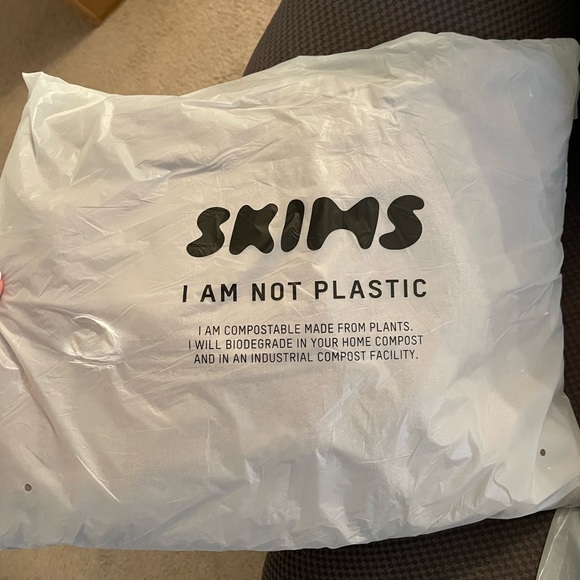 SKIMS
I AM NOT PLASTIC
I AM COMPOSTABLE MADE FROM PLANTS.
I WILL BIODEGRADE IN YOUR HOME COMPOST
AND IN AN INDUSTRIAL COMPOST FACILITY.